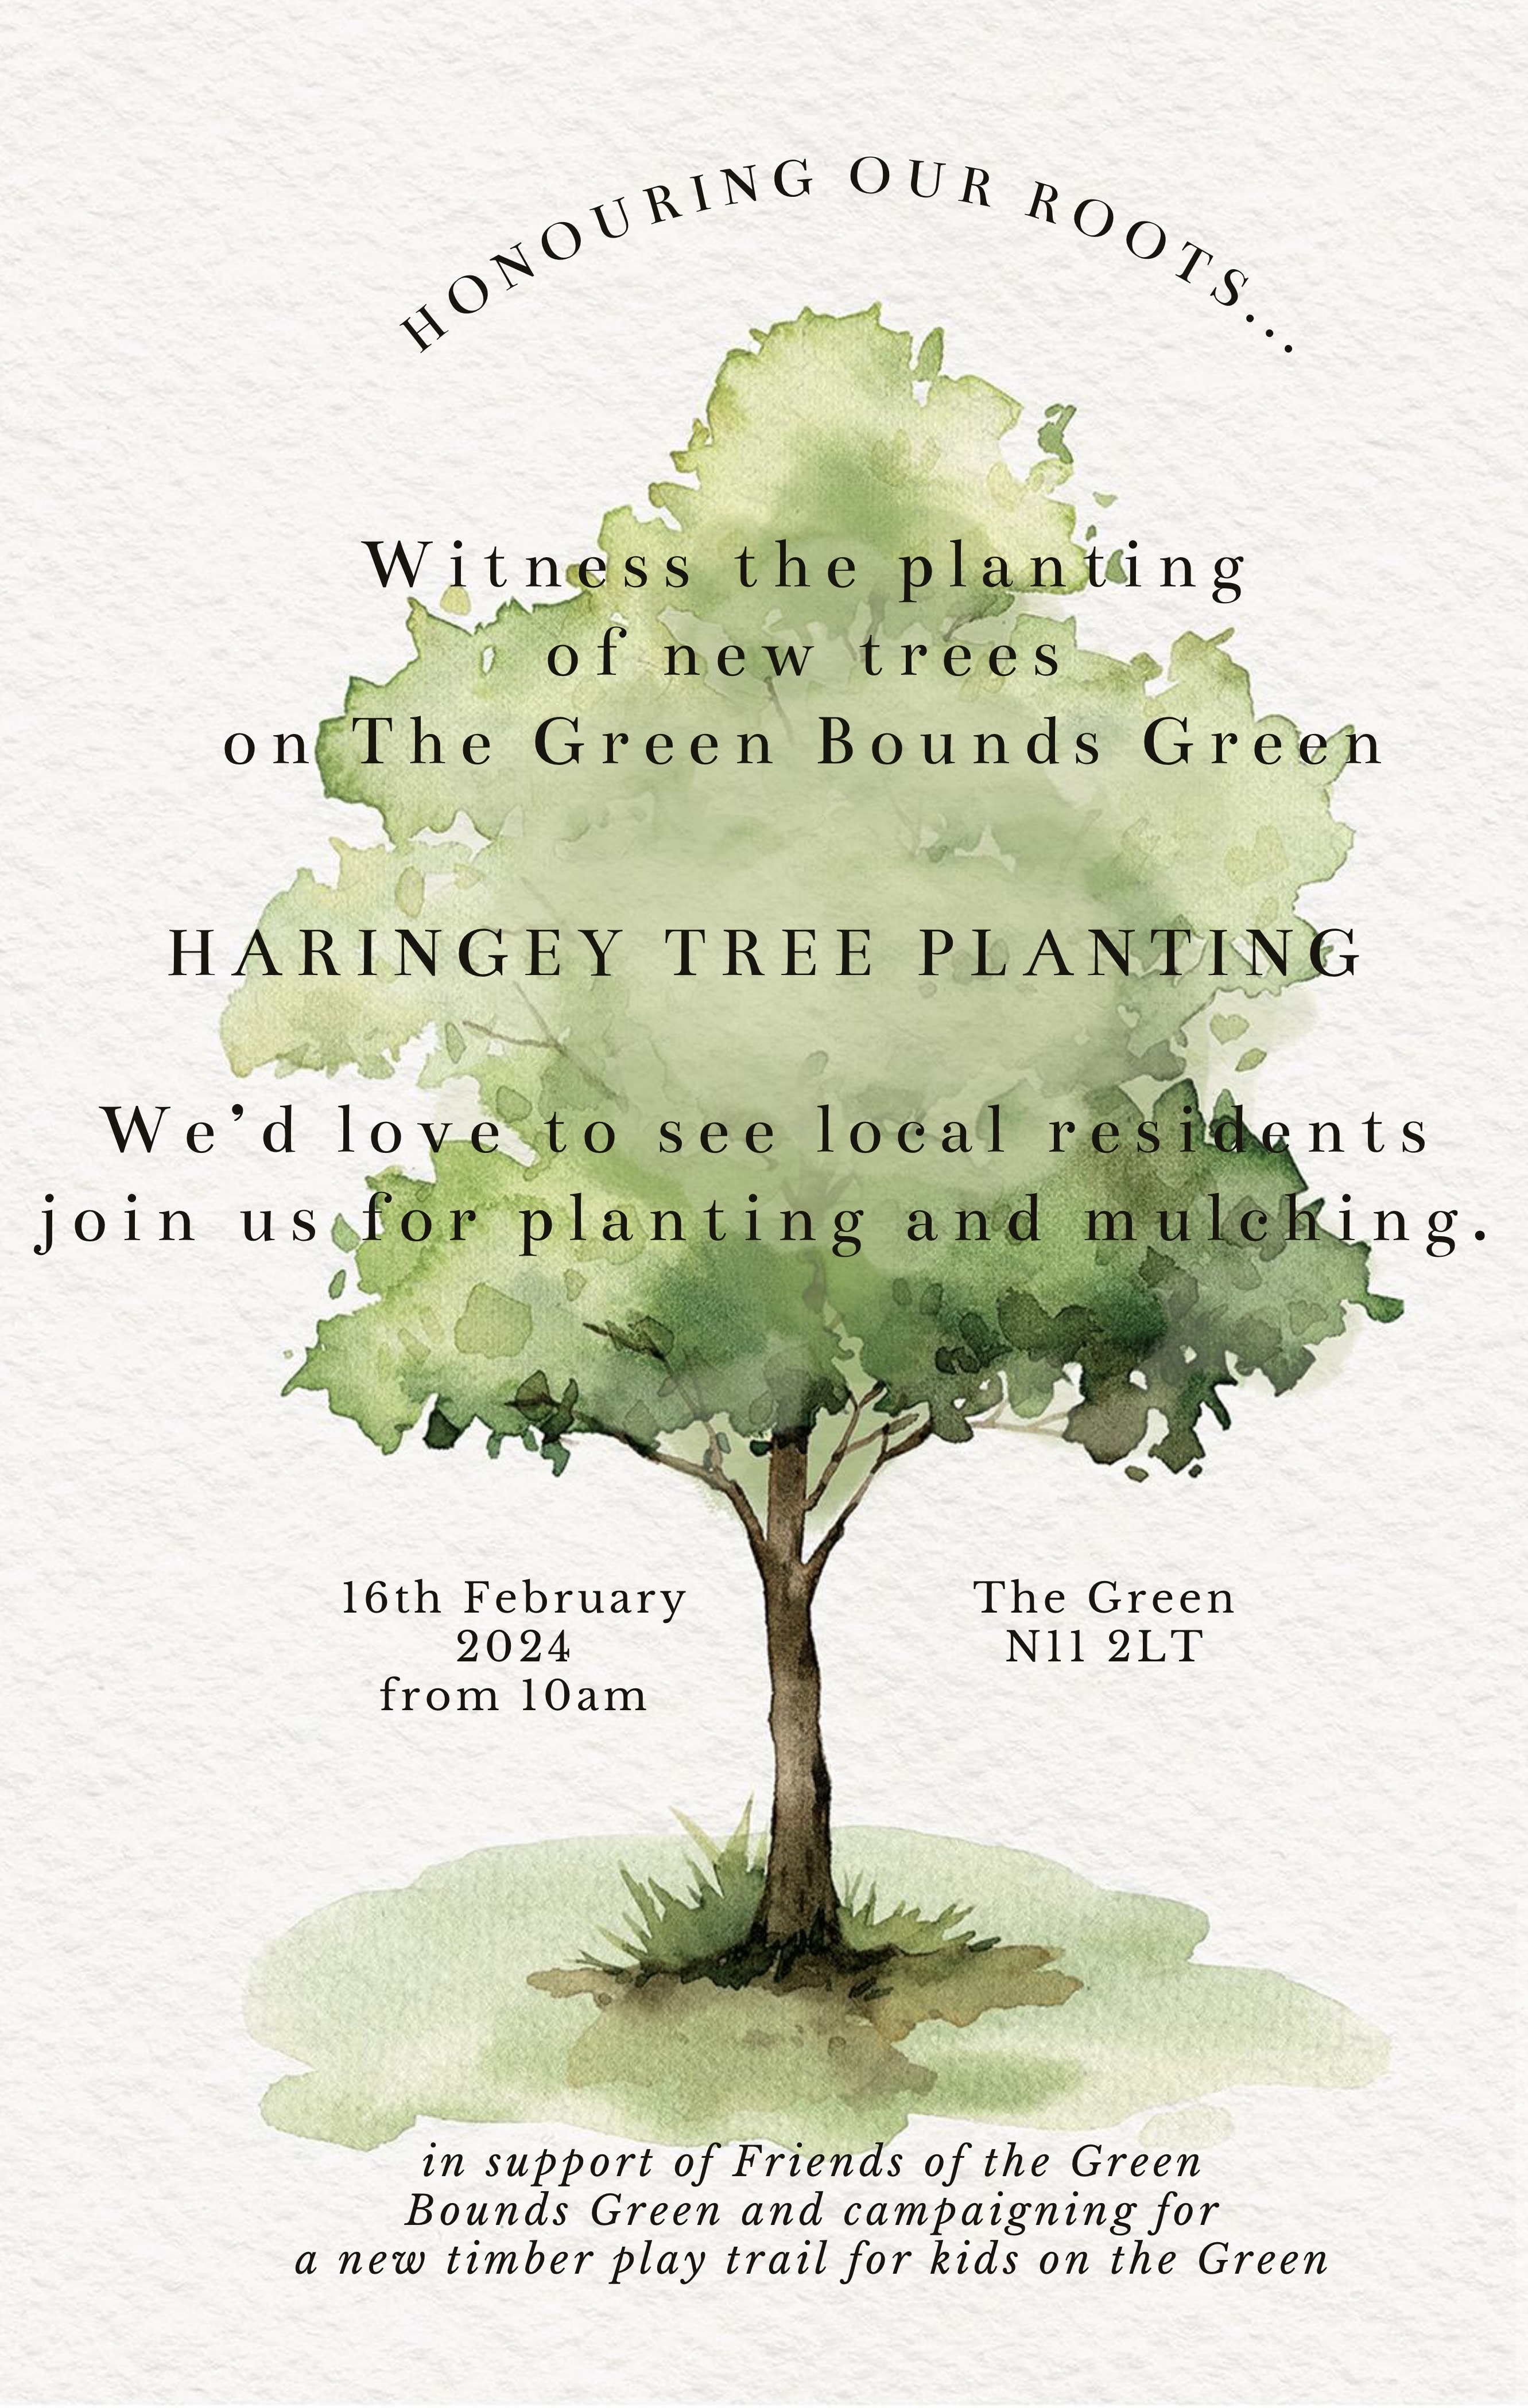 HONOURING OUR ROOTS...
Witness the planting
of new trees
on The Green Bounds Green
HARINGEY TREE PLANTING
We’d love to see local residents
join us for planting and mulching.
16th February
2024
from 10am
The Green
N11 2LT
in support of Friends of the Green
Bounds Green and campaigning for
a new timber play trail for kids on the Green